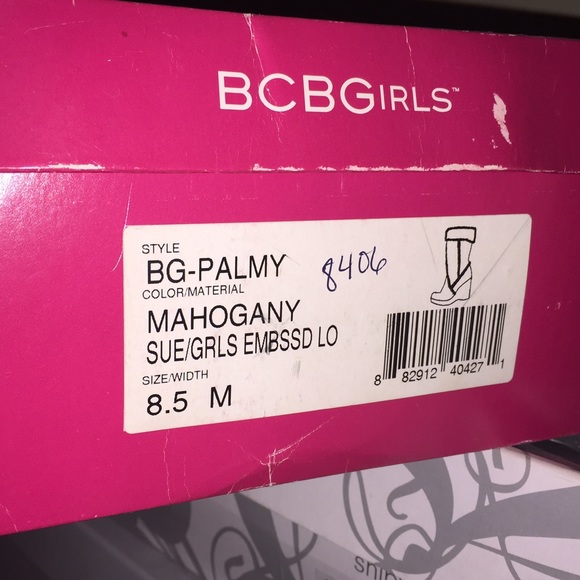 BCBGIRLS™
STYLE
BG-PALMY 8406
COLOR/MATERIAL
MAHOGANY
SUE/GRLS EMBSSD LO
SIZE/WIDTH
8.5 M
8 82912 40427 1